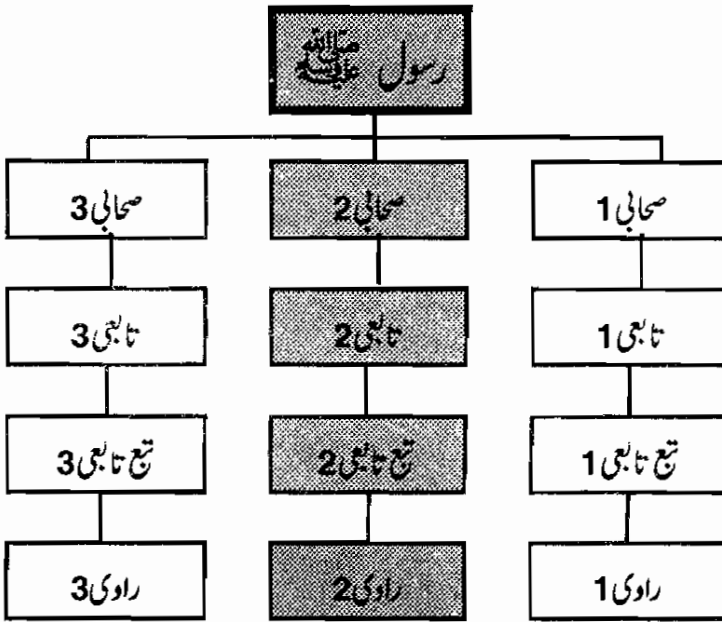 رسول ﷺ
صحابی 1
صحابی 2
صحابی 3
تابعی 1
تابعی 2
تابعی 3
تبع تابعی 1
تبع تابعی 2
تبع تابعی 3
راوی 1
راوی 2
راوی 3